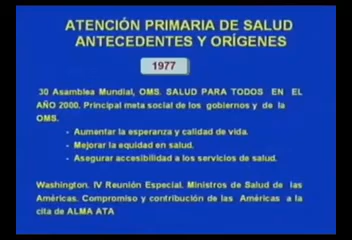 ATENCIÓN PRIMARIA DE SALUD
ANTECEDENTES Y ORÍGENES
1977
30 Asamblea Mundial, OMS. SALUD PARA TODOS EN EL
AÑO 2000. Principal meta social de los gobiernos y de la
OMS.
- Aumentar la esperanza y calidad de vida.
- Mejorar la equidad en salud.
- Asegurar accesibilidad a los servicios de salud.
Washington. IV Reunión Especial. Ministros de Salud de las
Américas. Compromiso y contribución de las Américas a la
cita de ALMA ATA